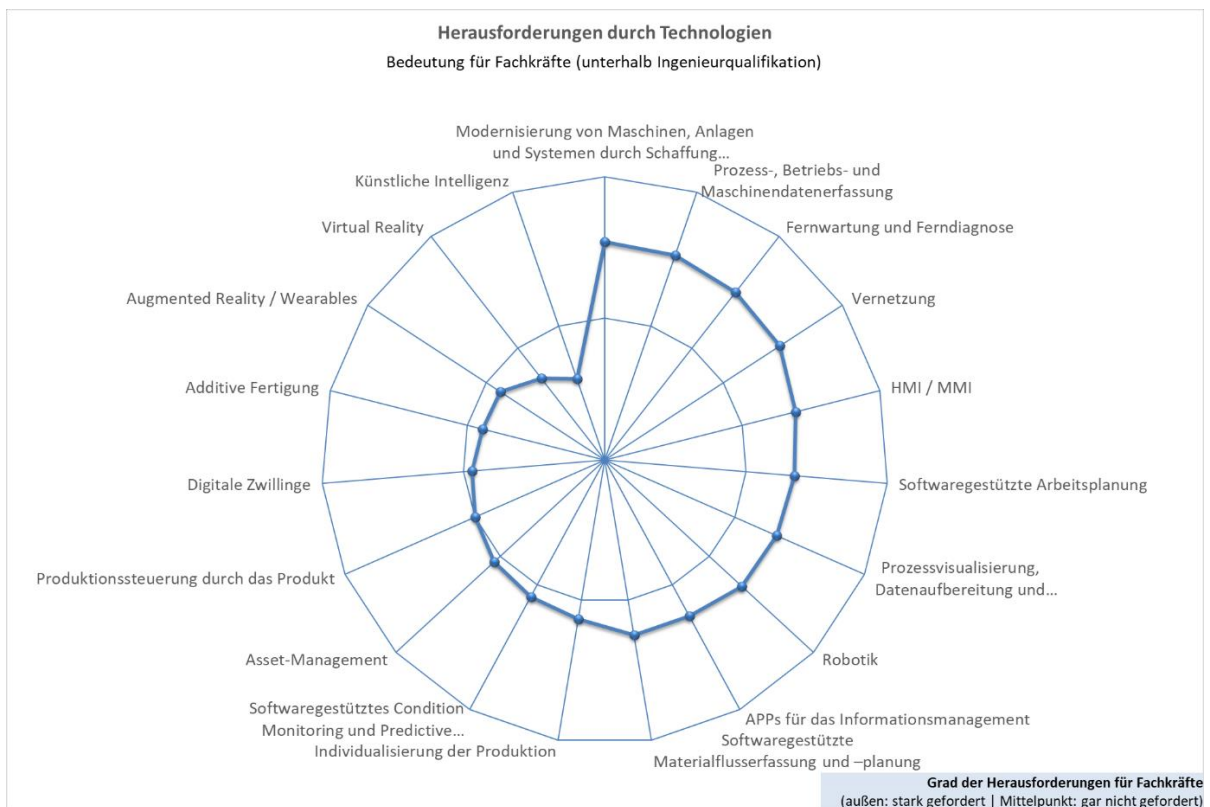 Herausforderungen durch Technologien
Bedeutung für Fachkräfte (unterhalb Ingenieurqualifikation)
Modernisierung von Maschinen, Anlagen
und Systemen durch Schaffung...
Prozess-, Betriebs- und
Maschinendatenerfassung
Fernwartung und Ferndiagnose
Vernetzung
HMI / MMI
Softwaregestützte Arbeitsplanung
Prozessvisualisierung,
Datenaufbereitung und...
Robotik
APPs für das Informationsmanagement
Softwaregestützte
Materialflusserfassung und –planung
Individualisierung der Produktion
Softwaregestütztes Condition
Monitoring und Predictive...
Asset-Management
Produktionssteuerung durch das Produkt
Digitale Zwillinge
Additive Fertigung
Augmented Reality / Wearables
Virtual Reality
Künstliche Intelligenz
Grad der Herausforderungen für Fachkräfte
(außen: stark gefordert | Mittelpunkt: gar nicht gefordert)